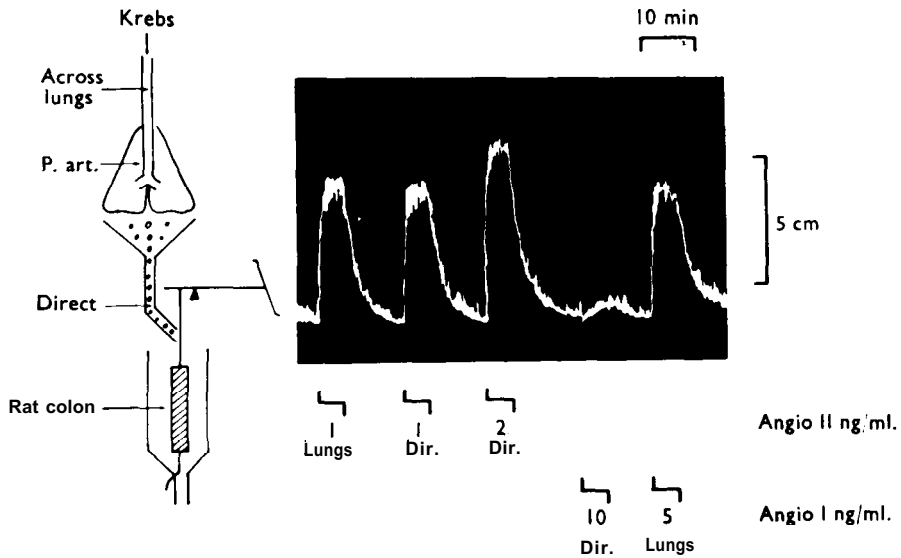 Krebs
10 min
Across
lungs
P. art.
5 cm
Direct
Rat colon
1 1 2 Angio II ng/ml.
Lungs Dir. Dir.
10 5 Angio I ng/ml.
Dir. Lungs